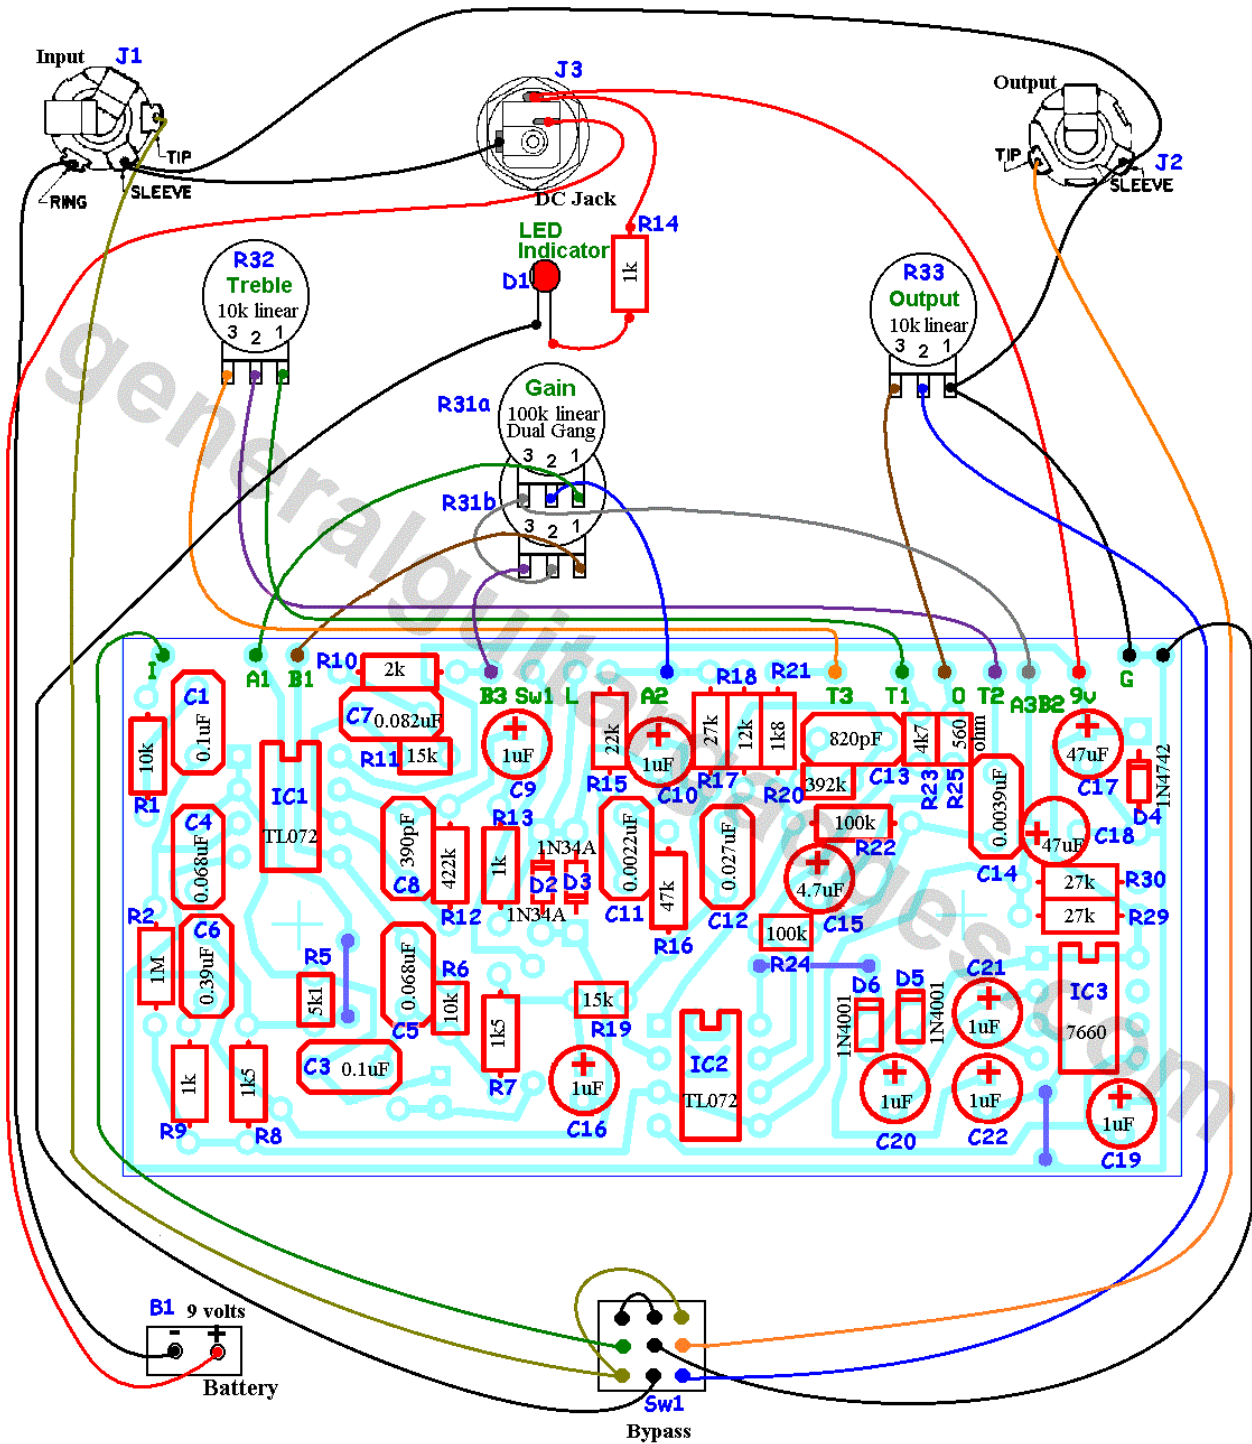 Input
J1
J3
Output
TIP
RING
SLEEVE
DC Jack
TIP
SLEEVE
J2
R32
Treble
10k linear
3 2 1
LED
Indicator
D1
R14
1k
R33
Output
10k linear
3 2 1
Gain
R31a
100k linear
Dual Gang
3 2 1
R31b
3 2 1
generalguitargadgets.com
I
A1
B1
R10
2k
B3
Sw1
L
A2
R18
R21
T3
T1
O
T2
A3B2
9v
G
C1
0.1uF
C7
0.082uF
10k
R1
R11
15k
1uF
C9
22k
R15
1uF
C10
27k
12k
1k8
R17
R20
820pF
C13
392k
4k7
560
ohm
R23
R25
47uF
C17
1N4742
D4
IC1
TL072
C4
0.068uF
390pF
C8
422k
R12
R13
1k
1N34A
D2
D3
1N34A
0.0022uF
C11
47k
R16
0.027uF
C12
100k
R22
4.7uF
C15
0.0039uF
C14
47uF
C18
27k
R30
27k
R29
R2
1M
C6
0.39uF
R5
5k1
0.068uF
C5
R6
10k
1k5
R7
100k
R24
15k
R19
D6
1N4001
D5
1N4001
C21
1uF
IC3
7660
C3
0.1uF
1k
R9
1k5
R8
1uF
C16
IC2
TL072
1uF
C20
1uF
C22
1uF
C19
B1
9 volts
- +
Battery
Sw1
Bypass